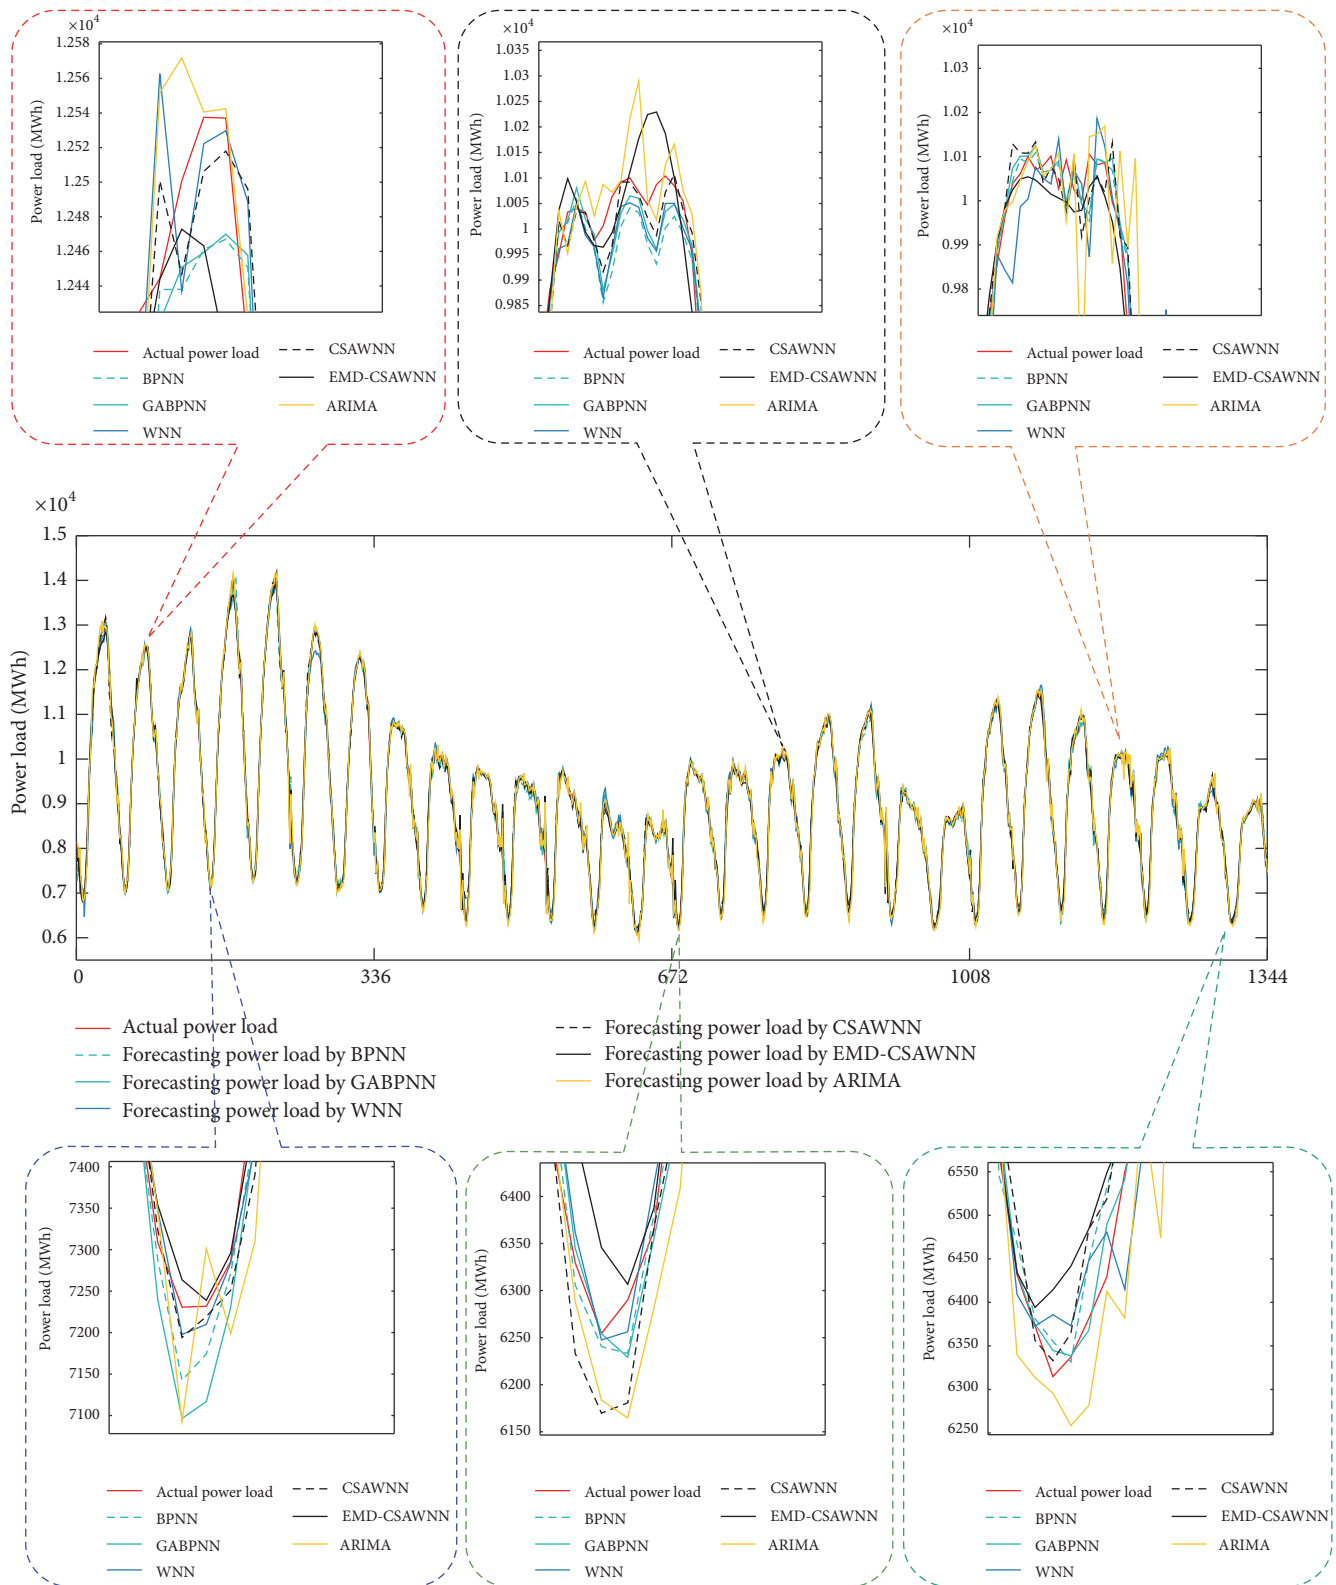 ×10⁴
1.258
1.256
1.254
1.252
1.25
1.248
1.246
1.244
Power load (MWh)
Actual power load
BPNN
GABPNN
WNN
CSAWNN
EMD-CSAWNN
ARIMA
×10⁴
1.035
1.03
1.025
1.02
1.015
1.01
1.005
1
0.995
0.99
0.985
Power load (MWh)
Actual power load
BPNN
GABPNN
WNN
CSAWNN
EMD-CSAWNN
ARIMA
×10⁴
1.03
1.02
1.01
1
0.99
0.98
Power load (MWh)
Actual power load
BPNN
GABPNN
WNN
CSAWNN
EMD-CSAWNN
ARIMA
×10⁴
1.5
1.4
1.3
1.2
1.1
1
0.9
0.8
0.7
0.6
Power load (MWh)
0
336
672
1008
1344
Actual power load
Forecasting power load by BPNN
Forecasting power load by GABPNN
Forecasting power load by WNN
Forecasting power load by CSAWNN
Forecasting power load by EMD-CSAWNN
Forecasting power load by ARIMA
7400
7350
7300
7250
7200
7150
7100
Power load (MWh)
Actual power load
BPNN
GABPNN
WNN
CSAWNN
EMD-CSAWNN
ARIMA
6400
6350
6300
6250
6200
6150
Power load (MWh)
Actual power load
BPNN
GABPNN
WNN
CSAWNN
EMD-CSAWNN
ARIMA
6550
6500
6450
6400
6350
6300
6250
Power load (MWh)
Actual power load
BPNN
GABPNN
WNN
CSAWNN
EMD-CSAWNN
ARIMA